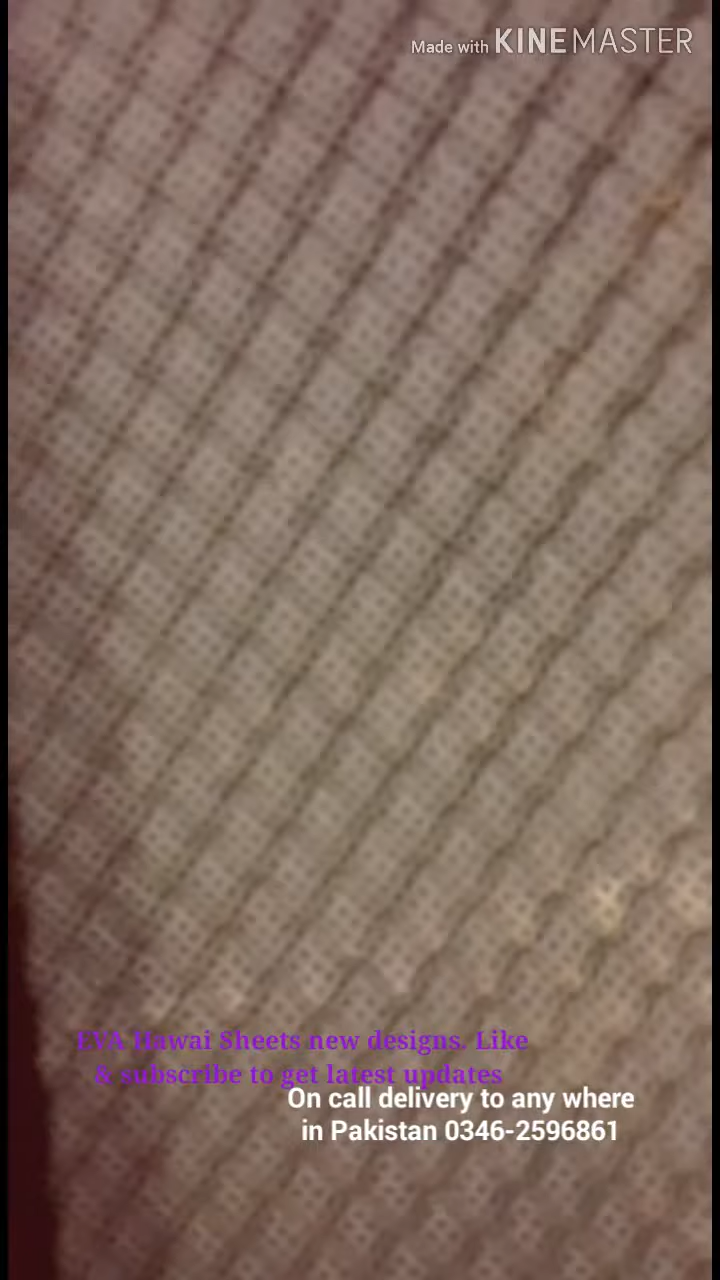 Made with KINEMASTER
EVA Hawai Sheets new designs. Like
& subscribe to get latest updates
On call delivery to any where
in Pakistan 0346-2596861